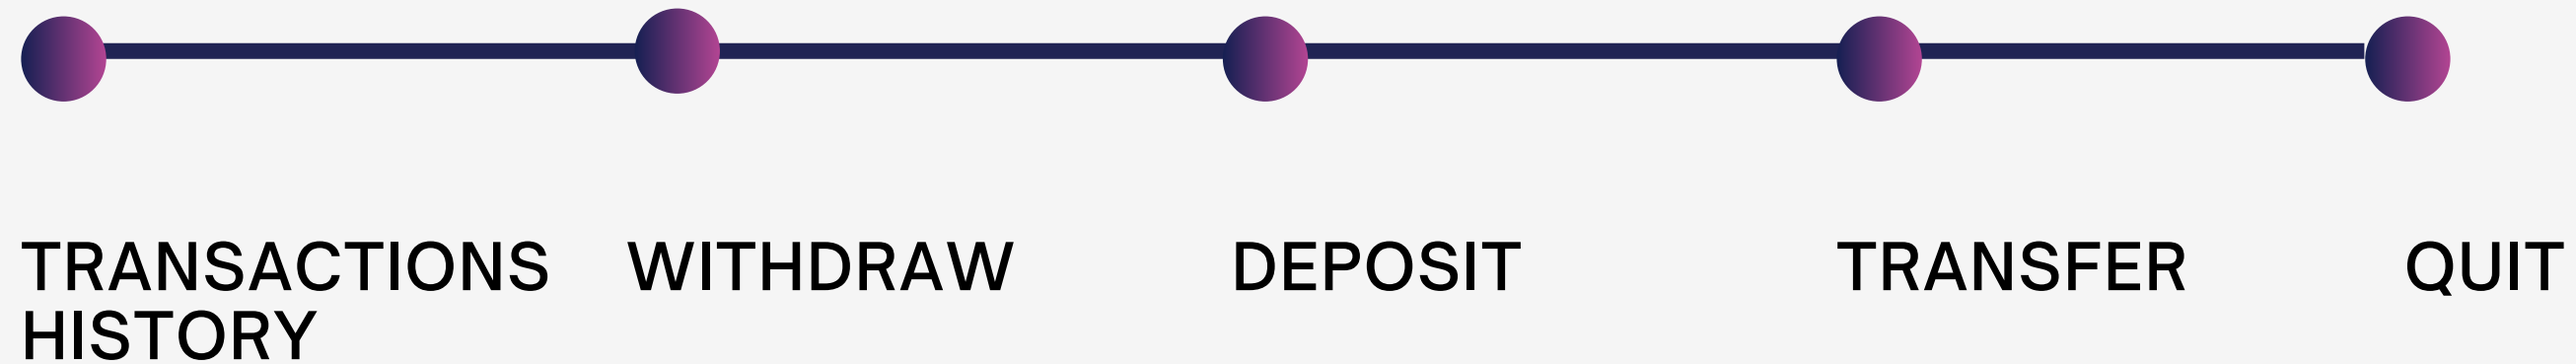 TRANSACTIONS HISTORY
WITHDRAW
DEPOSIT
TRANSFER
QUIT